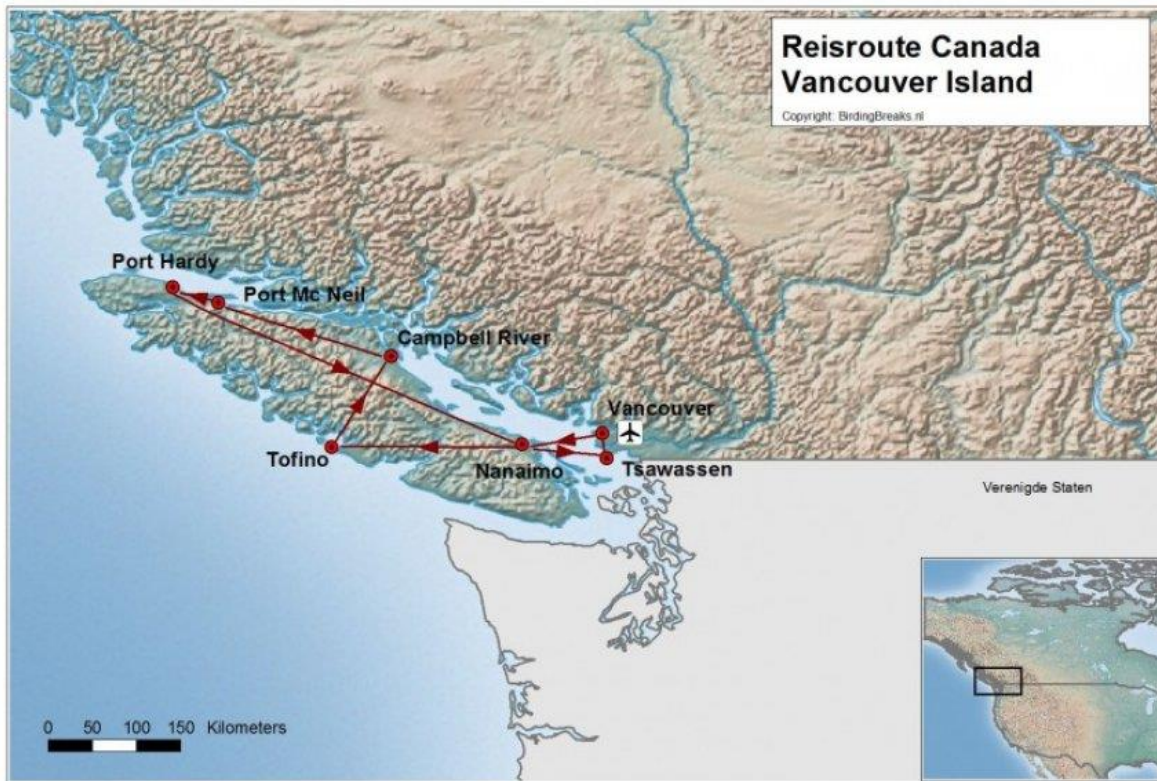 Reisroute Canada
Vancouver Island
Copyright: BirdingBreaks.nl
Port Hardy
Port Mc Neil
Campbell River
Vancouver
Tofino
Nanaimo
Tsawassen
Verenigde Staten
0 50 100 150 Kilometers